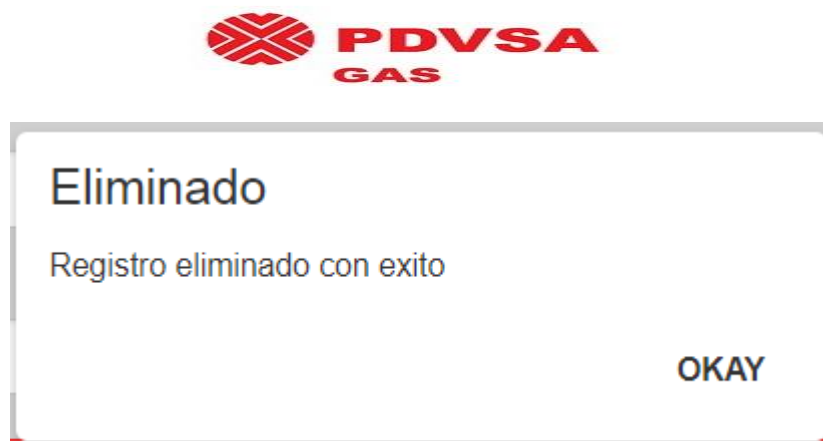 PDVSA
GAS
Eliminado
Registro eliminado con exito
OKAY